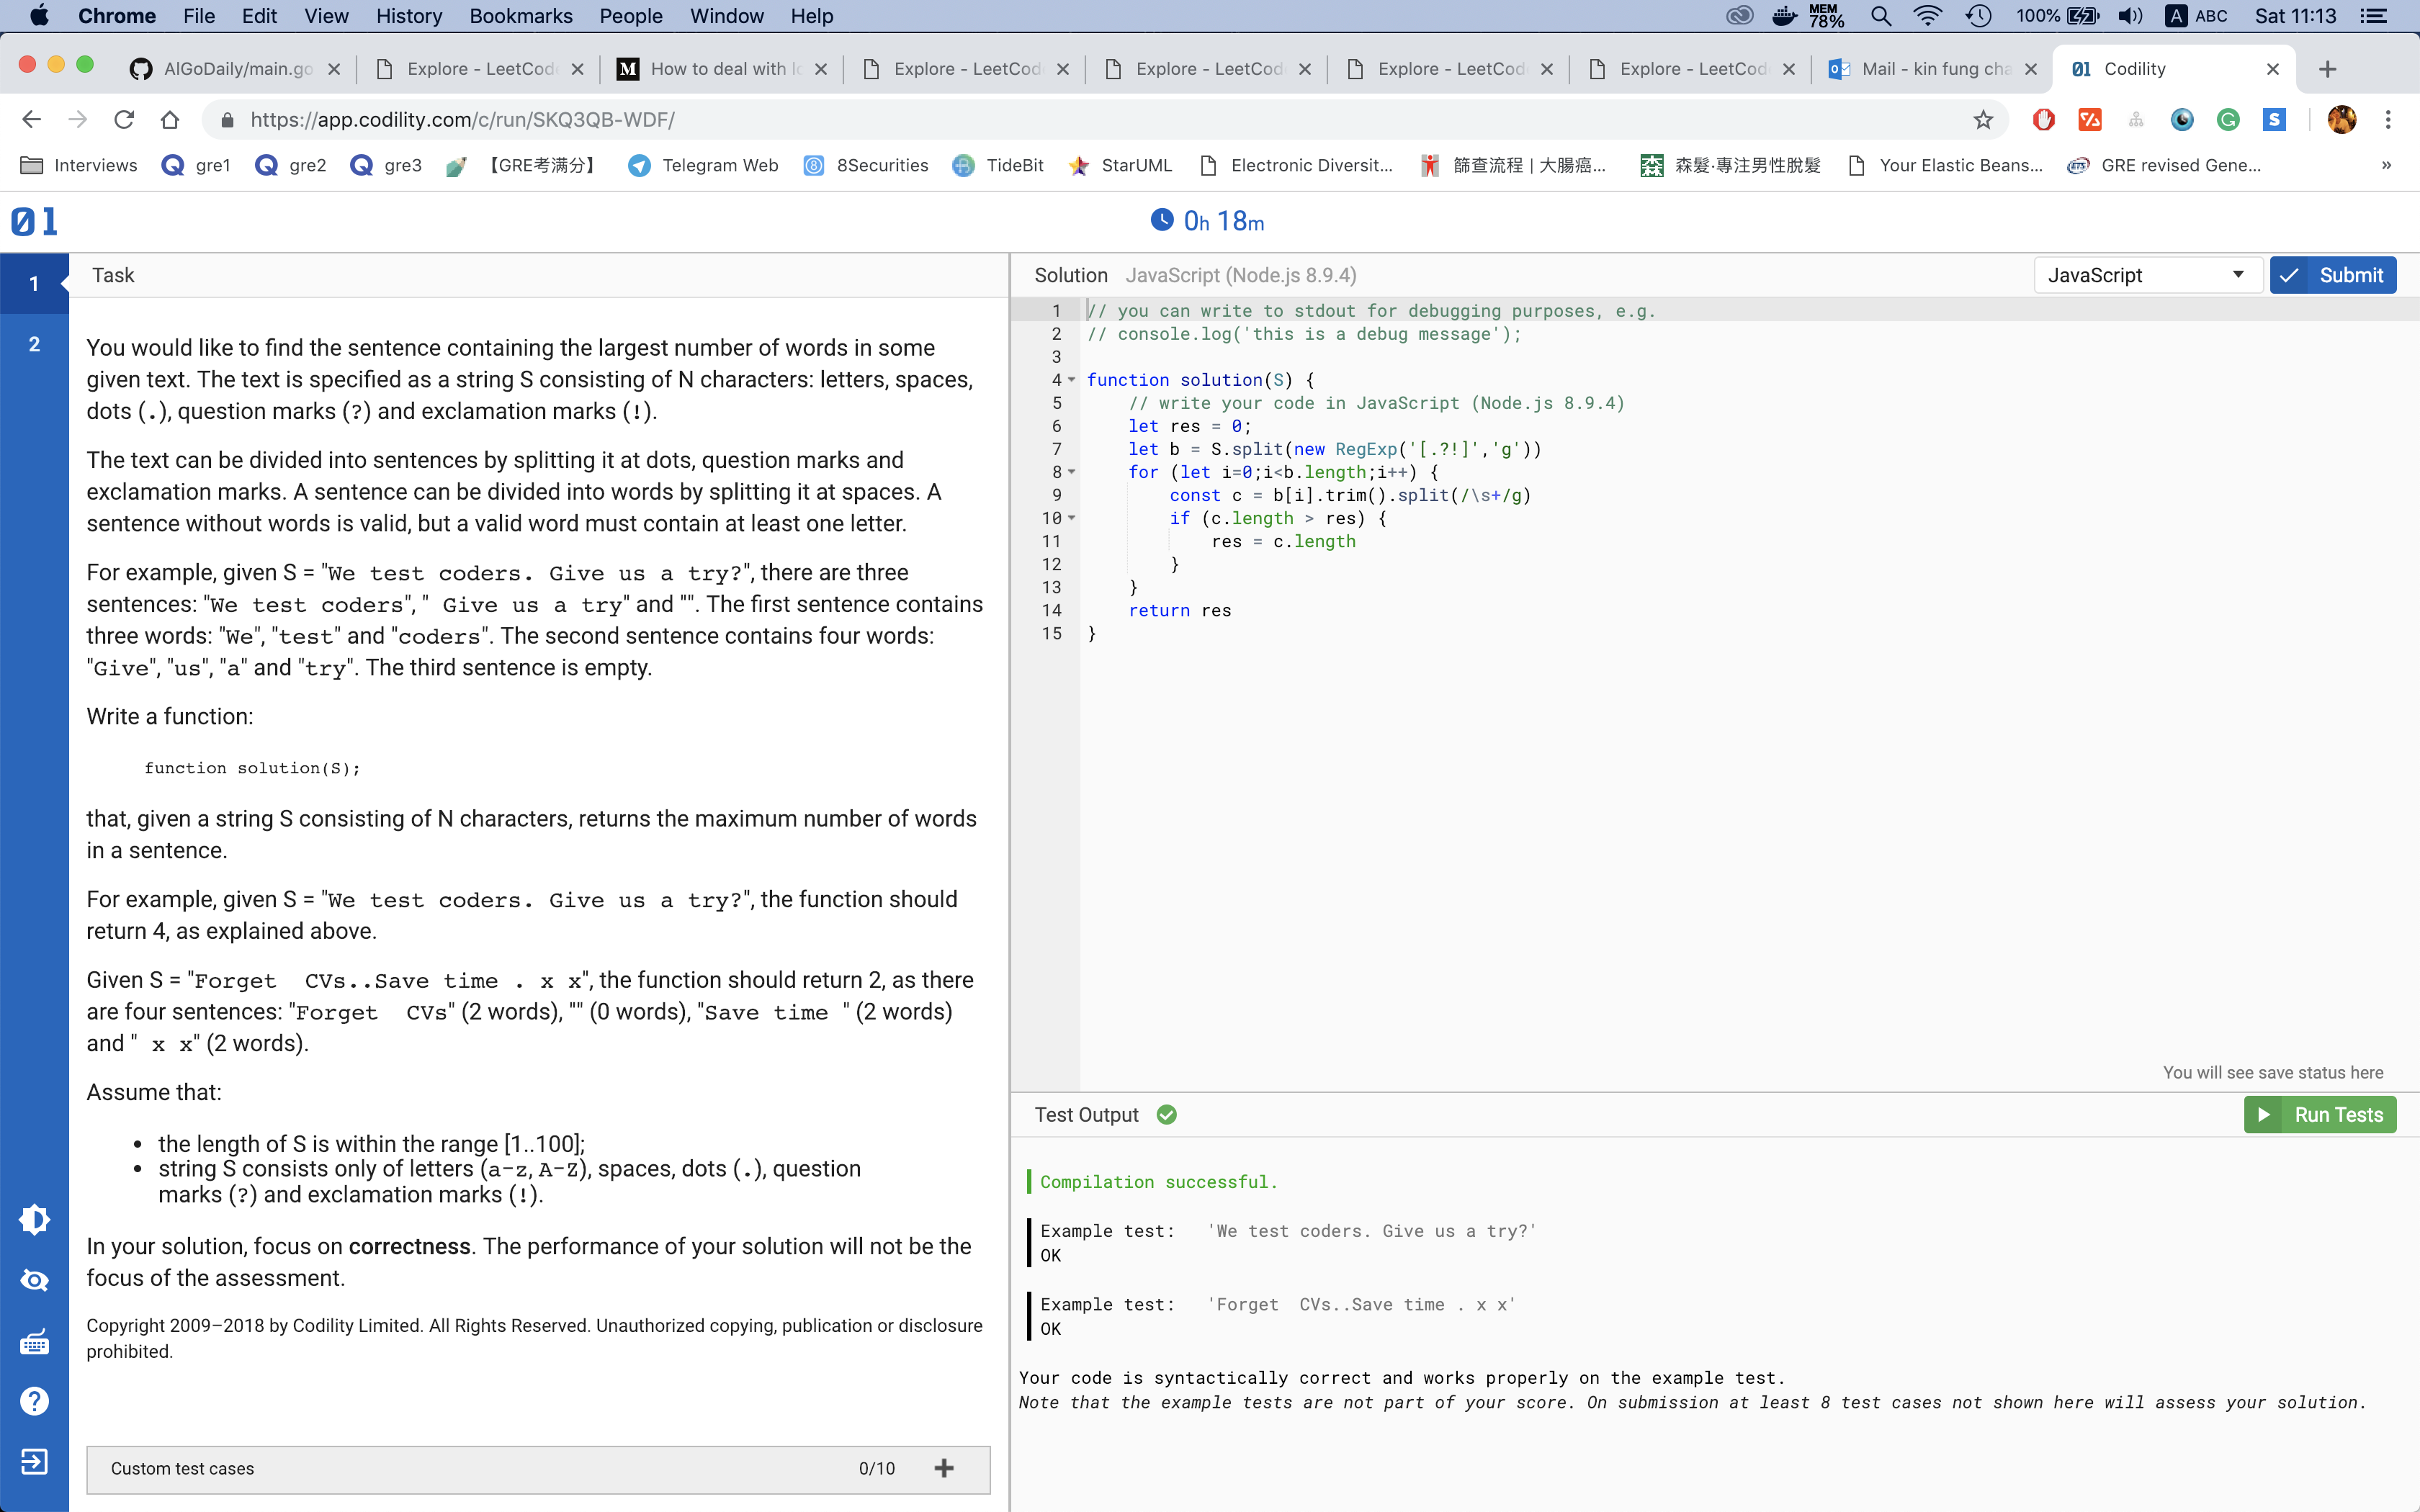 Chrome File Edit View History Bookmarks People Window Help MEM 78% 100% A ABC Sat 11:13
AlGoDaily/main.go Explore - LeetCod M How to deal with lo Explore - LeetCod Explore - LeetCod Explore - LeetCod Explore - LeetCod Mail - kin fung cha 01 Codility
https://app.codility.com/c/run/SKQ3QB-WDF/
Interviews gre1 gre2 gre3 【GRE考满分】 Telegram Web 8Securities TideBit StarUML Electronic Diversit... 篩查流程 | 大腸癌... 森髮·專注男性脫髮 Your Elastic Beans... GRE revised Gene... »
01 0h 18m
1 Task
2
You would like to find the sentence containing the largest number of words in some
given text. The text is specified as a string S consisting of N characters: letters, spaces,
dots (.), question marks (?) and exclamation marks (!).
The text can be divided into sentences by splitting it at dots, question marks and
exclamation marks. A sentence can be divided into words by splitting it at spaces. A
sentence without words is valid, but a valid word must contain at least one letter.
For example, given S = "We test coders. Give us a try?", there are three
sentences: "We test coders", " Give us a try" and "". The first sentence contains
three words: "We", "test" and "coders". The second sentence contains four words:
"Give", "us", "a" and "try". The third sentence is empty.
Write a function:
function solution(S);
that, given a string S consisting of N characters, returns the maximum number of words
in a sentence.
For example, given S = "We test coders. Give us a try?", the function should
return 4, as explained above.
Given S = "Forget  CVs..Save time . x x", the function should return 2, as there
are four sentences: "Forget  CVs" (2 words), "" (0 words), "Save time " (2 words)
and " x x" (2 words).
Assume that:
• the length of S is within the range [1..100];
• string S consists only of letters (a-z, A-Z), spaces, dots (.), question
marks (?) and exclamation marks (!).
In your solution, focus on correctness. The performance of your solution will not be the
focus of the assessment.
Copyright 2009–2018 by Codility Limited. All Rights Reserved. Unauthorized copying, publication or disclosure
prohibited.
Custom test cases 0/10 +
Solution JavaScript (Node.js 8.9.4) JavaScript Submit
1 // you can write to stdout for debugging purposes, e.g.
2 // console.log('this is a debug message');
3
4 function solution(S) {
5 // write your code in JavaScript (Node.js 8.9.4)
6 let res = 0;
7 let b = S.split(new RegExp('[.?!]','g'))
8 for (let i=0;i<b.length;i++) {
9 const c = b[i].trim().split(/\s+/g)
10 if (c.length > res) {
11 res = c.length
12 }
13 }
14 return res
15 }
You will see save status here
Test Output Run Tests
Compilation successful.
Example test: 'We test coders. Give us a try?'
OK
Example test: 'Forget  CVs..Save time . x x'
OK
Your code is syntactically correct and works properly on the example test.
Note that the example tests are not part of your score. On submission at least 8 test cases not shown here will assess your solution.